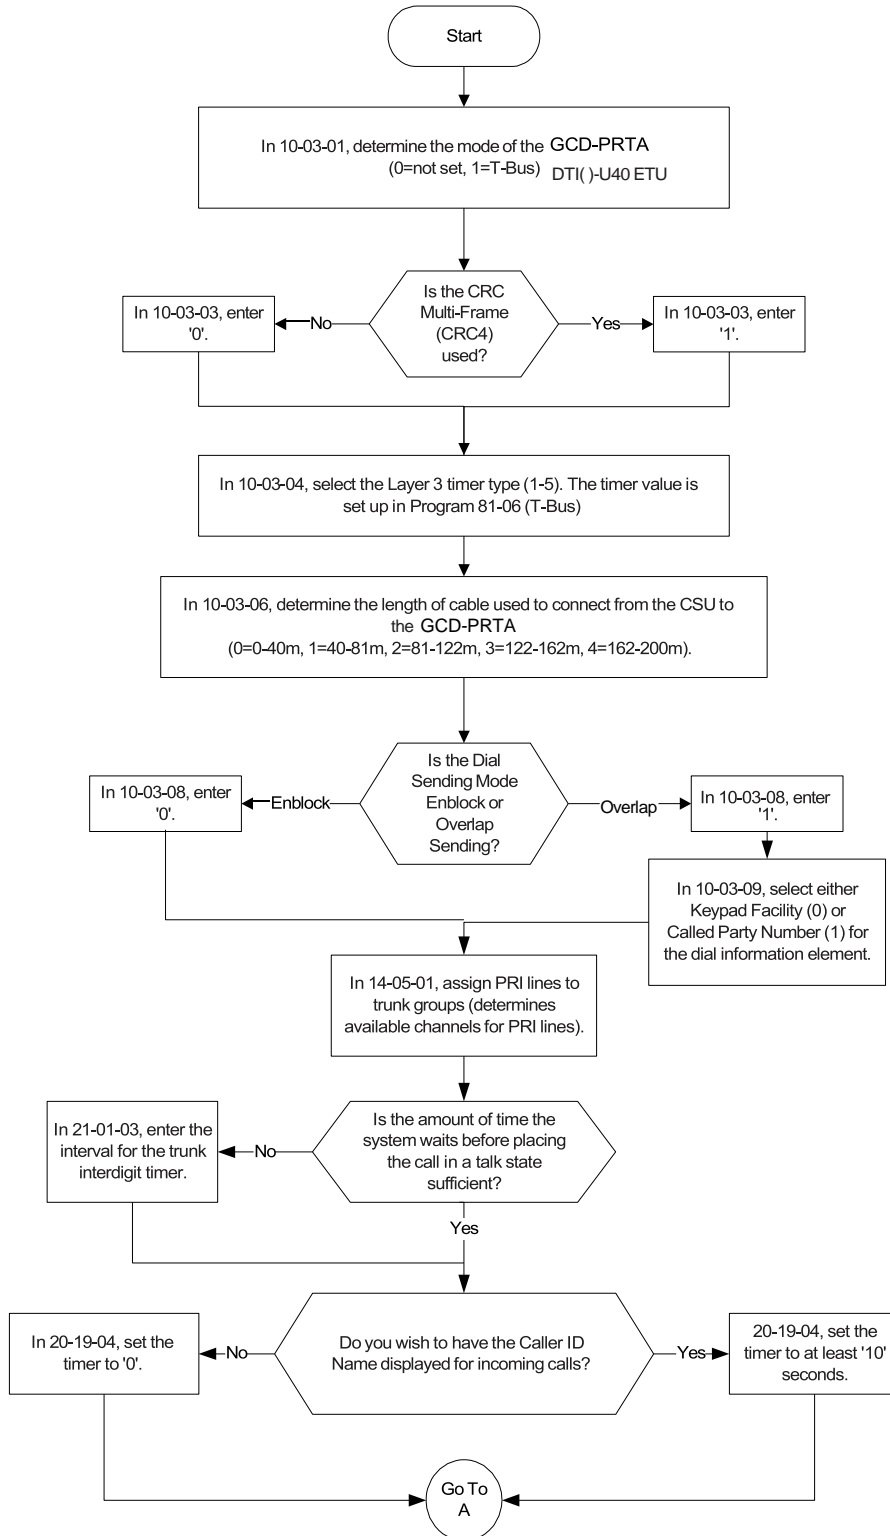 Start
In 10-03-01, determine the mode of the GCD-PRTA
(0=not set, 1=T-Bus) DTI( )-U40 ETU
Is the CRC
Multi-Frame
(CRC4)
used?
No
Yes
In 10-03-03, enter
'0'.
In 10-03-03, enter
'1'.
In 10-03-04, select the Layer 3 timer type (1-5). The timer value is
set up in Program 81-06 (T-Bus)
In 10-03-06, determine the length of cable used to connect from the CSU to
the GCD-PRTA
(0=0-40m, 1=40-81m, 2=81-122m, 3=122-162m, 4=162-200m).
Is the Dial
Sending Mode
Enblock or
Overlap
Sending?
Enblock
Overlap
In 10-03-08, enter
'0'.
In 10-03-08, enter
'1'.
In 10-03-09, select either
Keypad Facility (0) or
Called Party Number (1) for
the dial information element.
In 14-05-01, assign PRI lines to
trunk groups (determines
available channels for PRI lines).
Is the amount of time the
system waits before placing
the call in a talk state
sufficient?
No
In 21-01-03, enter the
interval for the trunk
interdigit timer.
Yes
Do you wish to have the Caller ID
Name displayed for incoming calls?
No
Yes
In 20-19-04, set the
timer to '0'.
20-19-04, set the
timer to at least '10'
seconds.
Go To
A